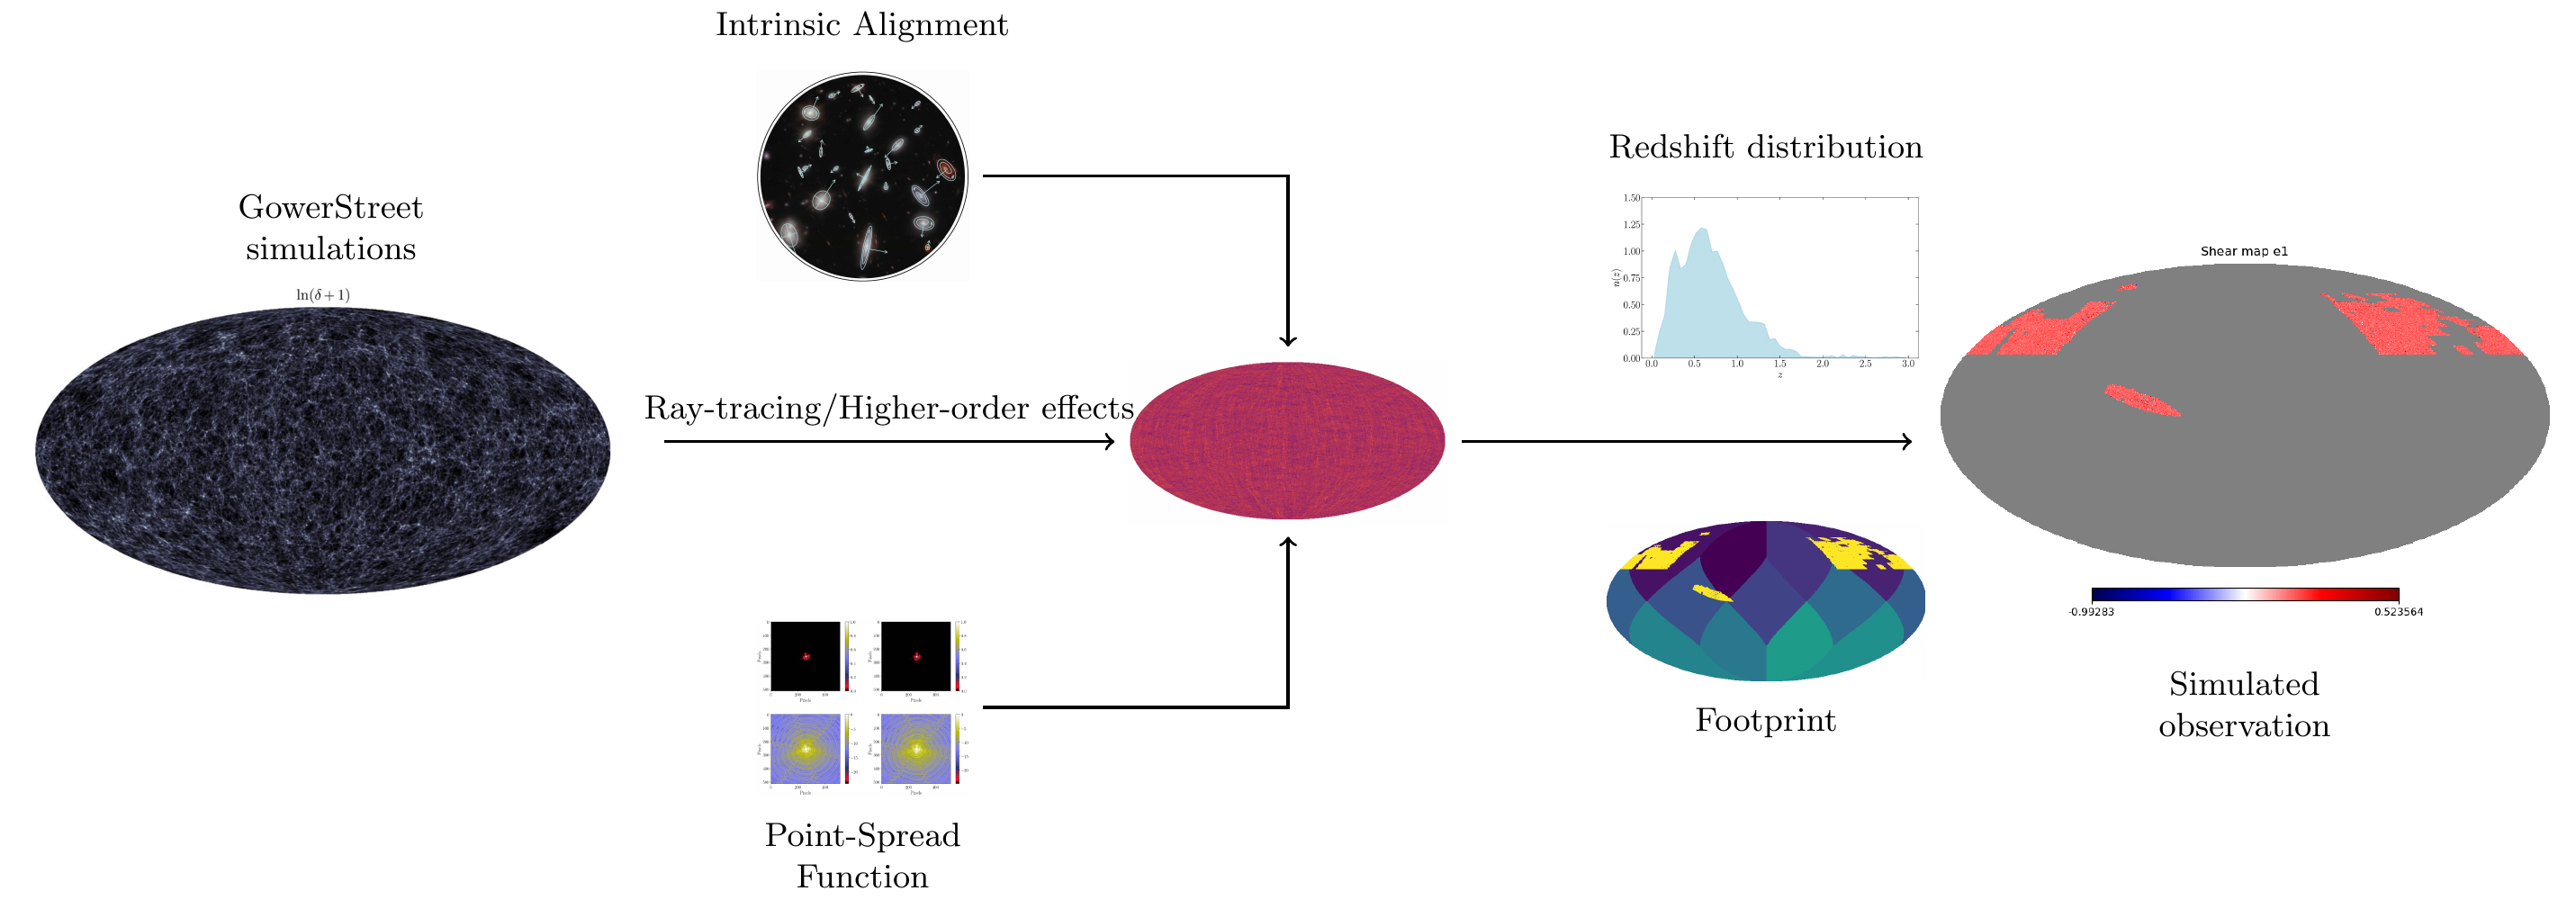 Intrinsic Alignment
GowerStreet
simulations
ln(δ + 1)
Ray-tracing/Higher-order effects
Point-Spread
Function
Redshift distribution
1.50
1.25
1.00
0.75
0.50
0.25
0.00
n(z)
0.0 0.5 1.0 1.5 2.0 2.5 3.0
z
Footprint
Shear map e1
-0.99283 0.523564
Simulated
observation